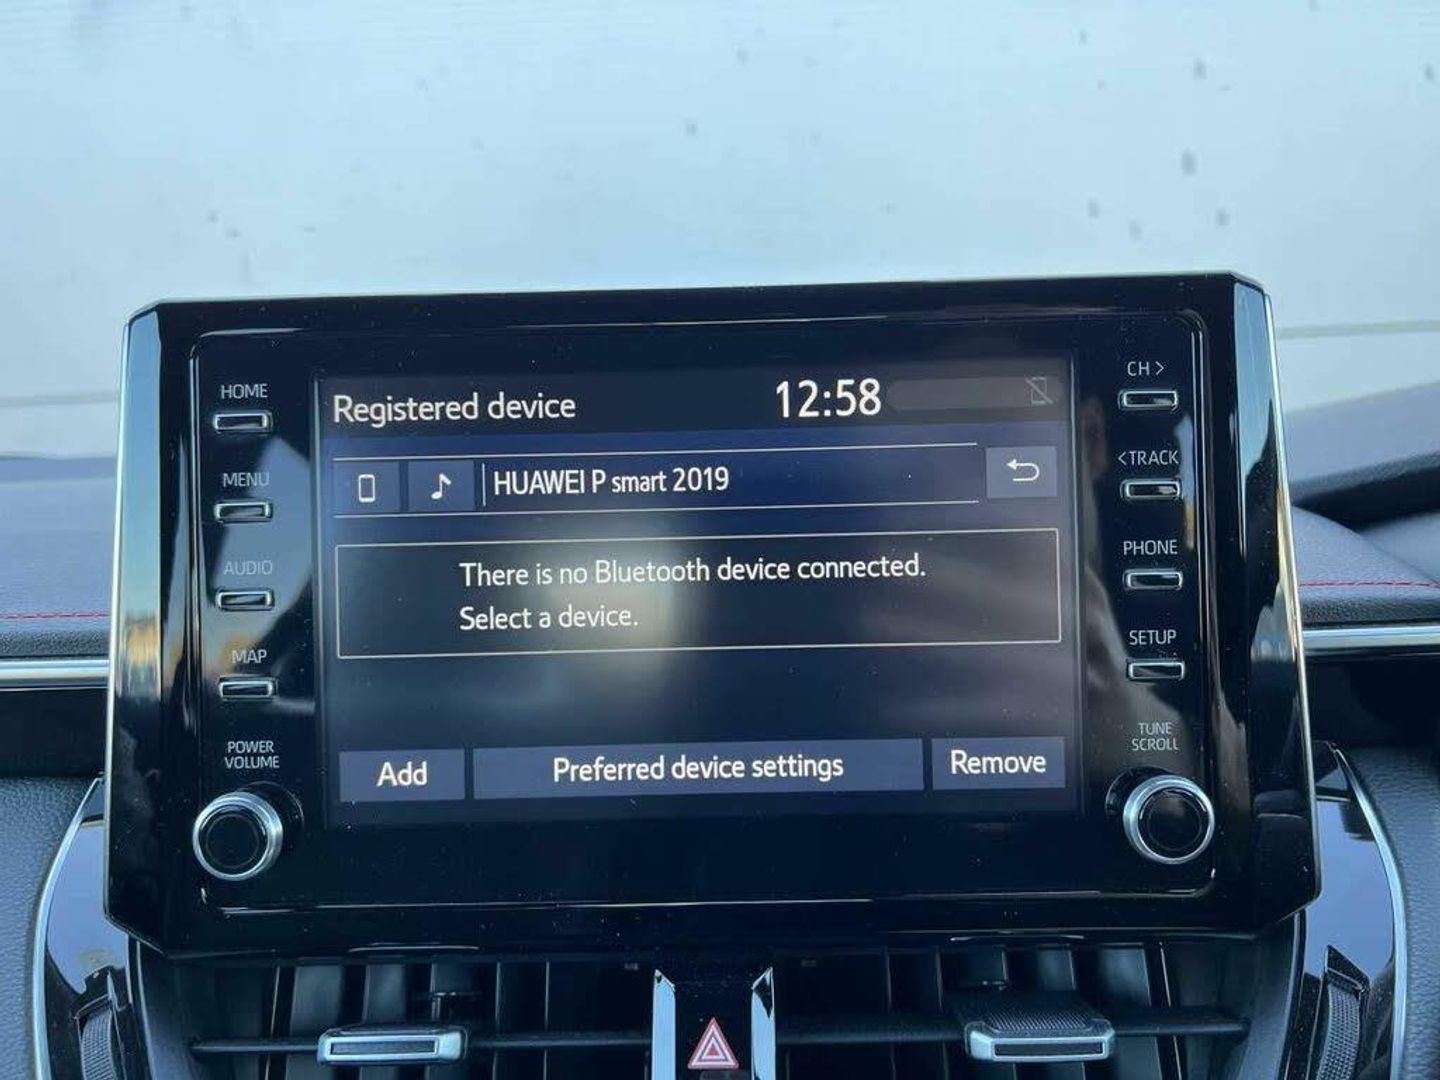 HOME
MENU
AUDIO
MAP
POWER
VOLUME
Registered device
12:58
HUAWEI P smart 2019
There is no Bluetooth device connected.
Select a device.
Add
Preferred device settings
Remove
CH >
<TRACK
PHONE
SETUP
TUNE
SCROLL